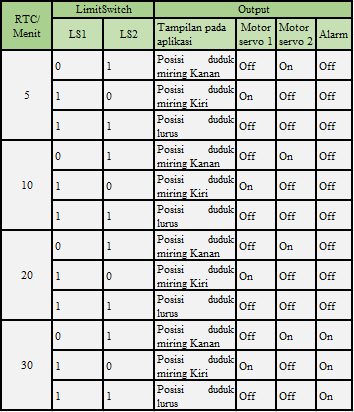 RTC/ Menit LimitSwitch Output
LS1 LS2 Tampilan pada aplikasi Motor servo 1 Motor servo 2 Alarm
5 0 1 Posisi duduk miring Kanan Off On Off
1 0 Posisi duduk miring Kiri On Off Off
1 1 Posisi duduk lurus Off Off Off
10 0 1 Posisi duduk miring Kanan Off On Off
1 0 Posisi duduk miring Kiri On Off Off
1 1 Posisi duduk lurus Off Off Off
20 0 1 Posisi duduk miring Kanan Off On Off
1 0 Posisi duduk miring Kiri On Off Off
1 1 Posisi duduk lurus Off Off Off
30 0 1 Posisi duduk miring Kanan Off On On
1 0 Posisi duduk miring Kiri On Off On
1 1 Posisi duduk lurus Off Off On